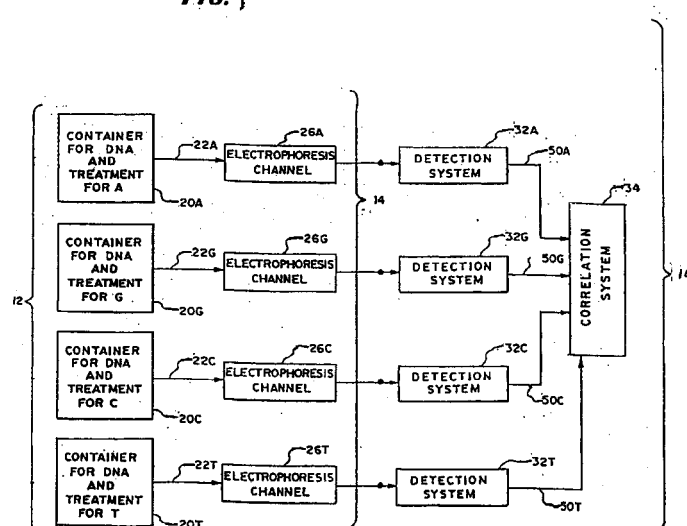 FIG. 1
CONTAINER FOR DNA AND TREATMENT FOR A
22A
20A
26A
ELECTROPHORESIS CHANNEL
14
32A
DETECTION SYSTEM
50A
34
CORRELATION SYSTEM
12
CONTAINER FOR DNA AND TREATMENT FOR G
22G
20G
26G
ELECTROPHORESIS CHANNEL
32G
DETECTION SYSTEM
50G
CONTAINER FOR DNA AND TREATMENT FOR C
22C
20C
26C
ELECTROPHORESIS CHANNEL
32C
DETECTION SYSTEM
50C
CONTAINER FOR DNA AND TREATMENT FOR T
22T
20T
26T
ELECTROPHORESIS CHANNEL
32T
DETECTION SYSTEM
50T